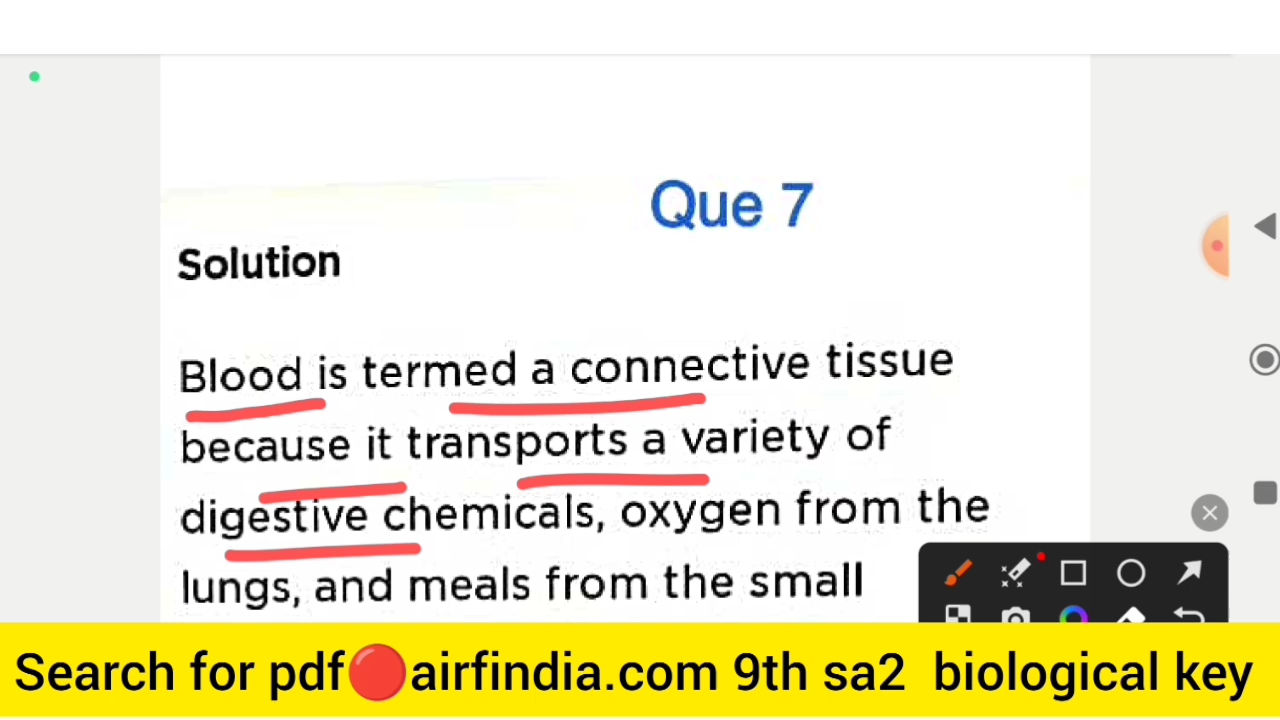 Que 7
Solution
Blood is termed a connective tissue
because it transports a variety of
digestive chemicals, oxygen from the
lungs, and meals from the small
Search for pdf🔴airfindia.com 9th sa2 biological key